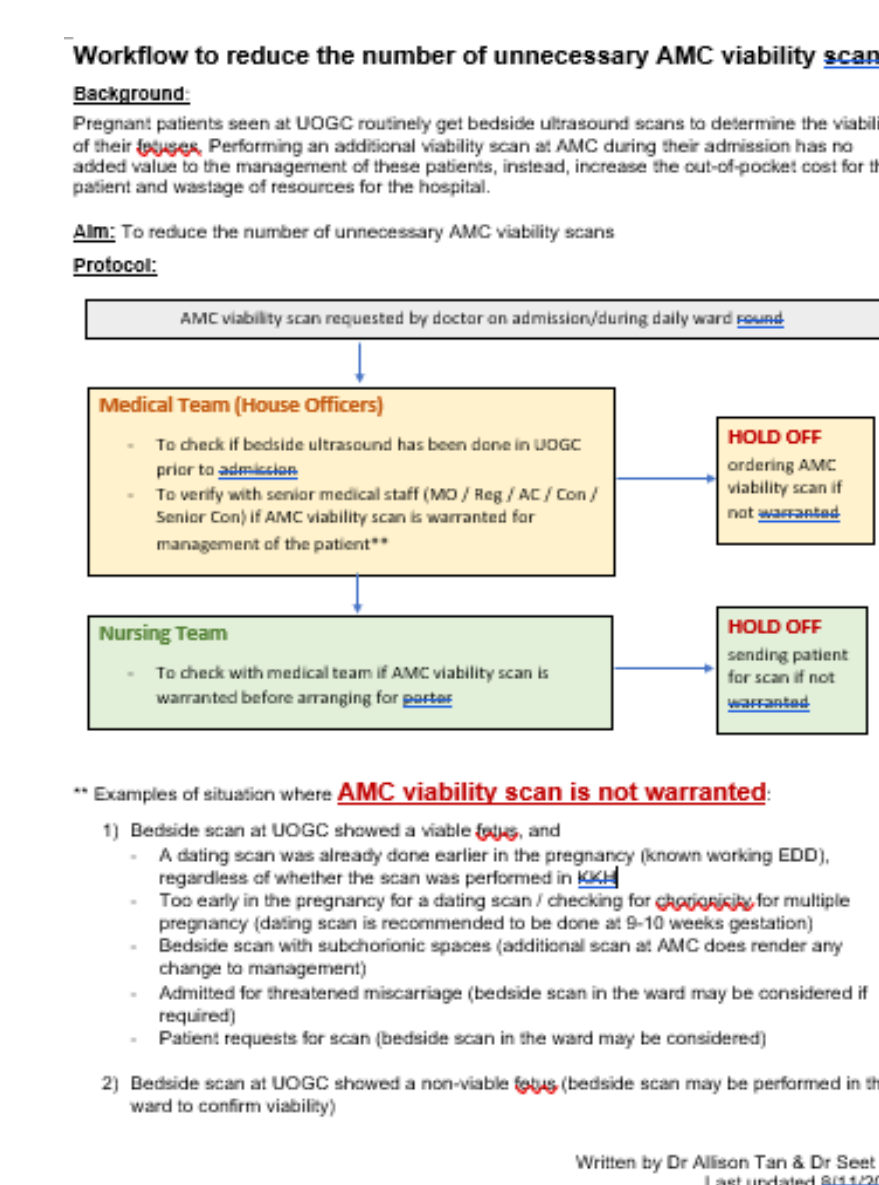 Workflow to reduce the number of unnecessary AMC viability scan
Background:
Pregnant patients seen at UOGC routinely get bedside ultrasound scans to determine the viabili
of their fetuses. Performing an additional viability scan at AMC during their admission has no
added value to the management of these patients, instead, increase the out-of-pocket cost for th
patient and wastage of resources for the hospital.
Aim: To reduce the number of unnecessary AMC viability scans
Protocol:
AMC viability scan requested by doctor on admission/during daily ward round
Medical Team (House Officers)
- To check if bedside ultrasound has been done in UOGC
prior to admission
- To verify with senior medical staff (MO / Reg / AC / Con /
Senior Con) if AMC viability scan is warranted for
management of the patient**
HOLD OFF
ordering AMC
viability scan if
not warranted
Nursing Team
- To check with medical team if AMC viability scan is
warranted before arranging for porter
HOLD OFF
sending patient
for scan if not
warranted
** Examples of situation where AMC viability scan is not warranted:
1) Bedside scan at UOGC showed a viable fetus, and
- A dating scan was already done earlier in the pregnancy (known working EDD),
regardless of whether the scan was performed in KKH
- Too early in the pregnancy for a dating scan / checking for chorionicity for multiple
pregnancy (dating scan is recommended to be done at 9-10 weeks gestation)
- Bedside scan with subchorionic spaces (additional scan at AMC does render any
change to management)
- Admitted for threatened miscarriage (bedside scan in the ward may be considered if
required)
- Patient requests for scan (bedside scan in the ward may be considered)
2) Bedside scan at UOGC showed a non-viable fetus (bedside scan may be performed in th
ward to confirm viability)
Written by Dr Allison Tan & Dr Seet
Last updated 8/11/20